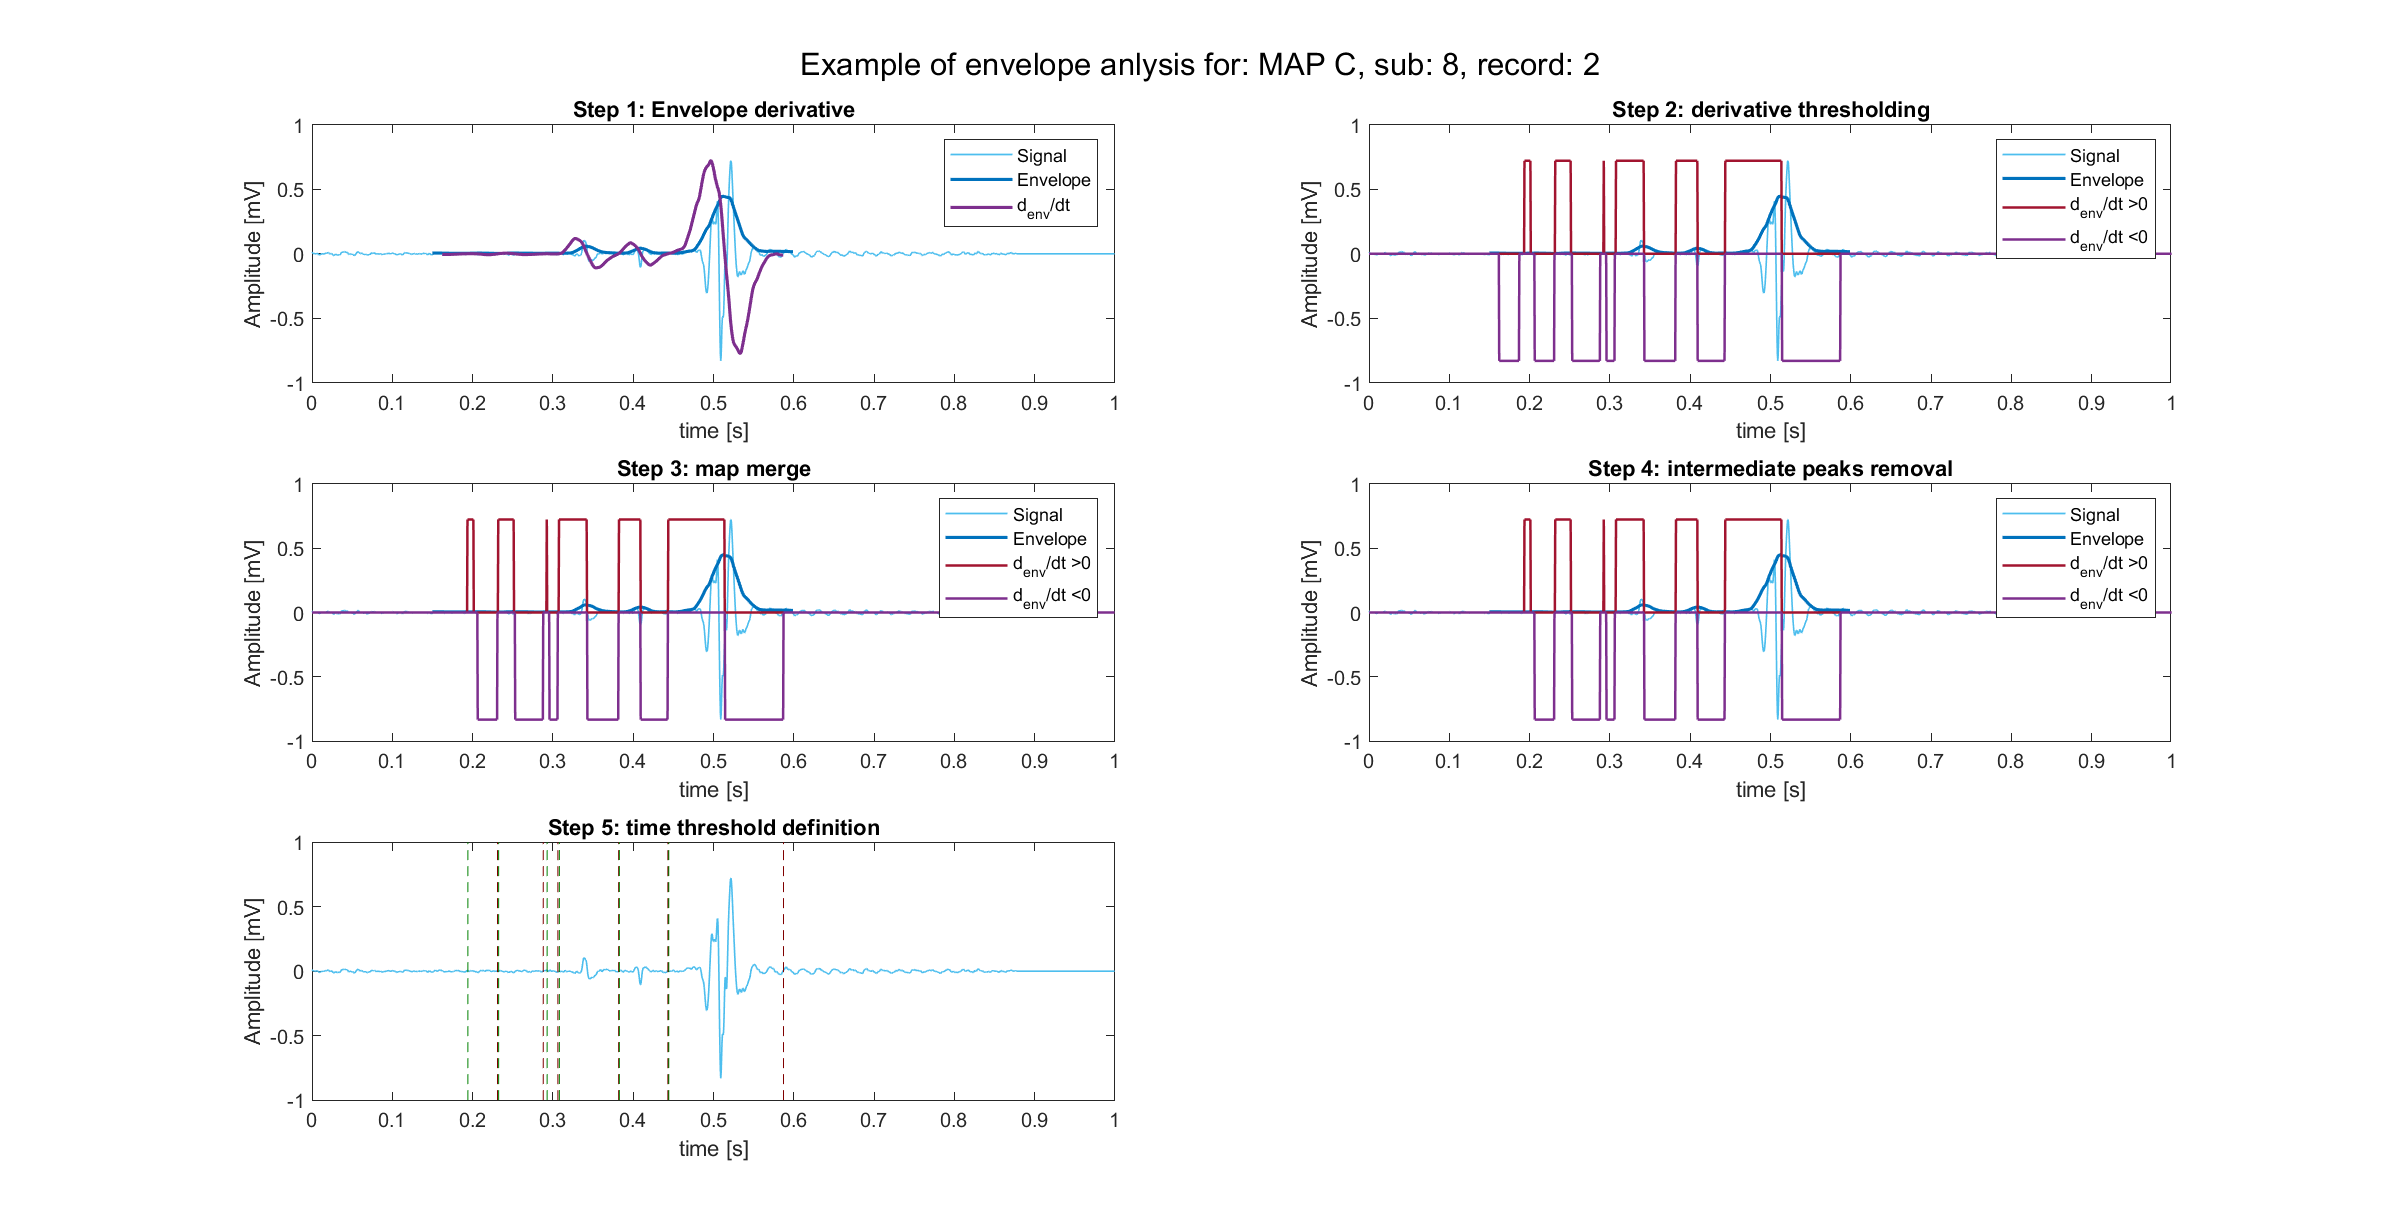 Example of envelope anlysis for: MAP C, sub: 8, record: 2
Step 1: Envelope derivative
Amplitude [mV]
1
0.5
0
-0.5
-1
Signal
Envelope
d_env/dt
0 0.1 0.2 0.3 0.4 0.5 0.6 0.7 0.8 0.9 1
time [s]
Step 2: derivative thresholding
Amplitude [mV]
1
0.5
0
-0.5
-1
Signal
Envelope
d_env/dt >0
d_env/dt <0
0 0.1 0.2 0.3 0.4 0.5 0.6 0.7 0.8 0.9 1
time [s]
Step 3: map merge
Amplitude [mV]
1
0.5
0
-0.5
-1
Signal
Envelope
d_env/dt >0
d_env/dt <0
0 0.1 0.2 0.3 0.4 0.5 0.6 0.7 0.8 0.9 1
time [s]
Step 4: intermediate peaks removal
Amplitude [mV]
1
0.5
0
-0.5
-1
Signal
Envelope
d_env/dt >0
d_env/dt <0
0 0.1 0.2 0.3 0.4 0.5 0.6 0.7 0.8 0.9 1
time [s]
Step 5: time threshold definition
Amplitude [mV]
1
0.5
0
-0.5
-1
0 0.1 0.2 0.3 0.4 0.5 0.6 0.7 0.8 0.9 1
time [s]